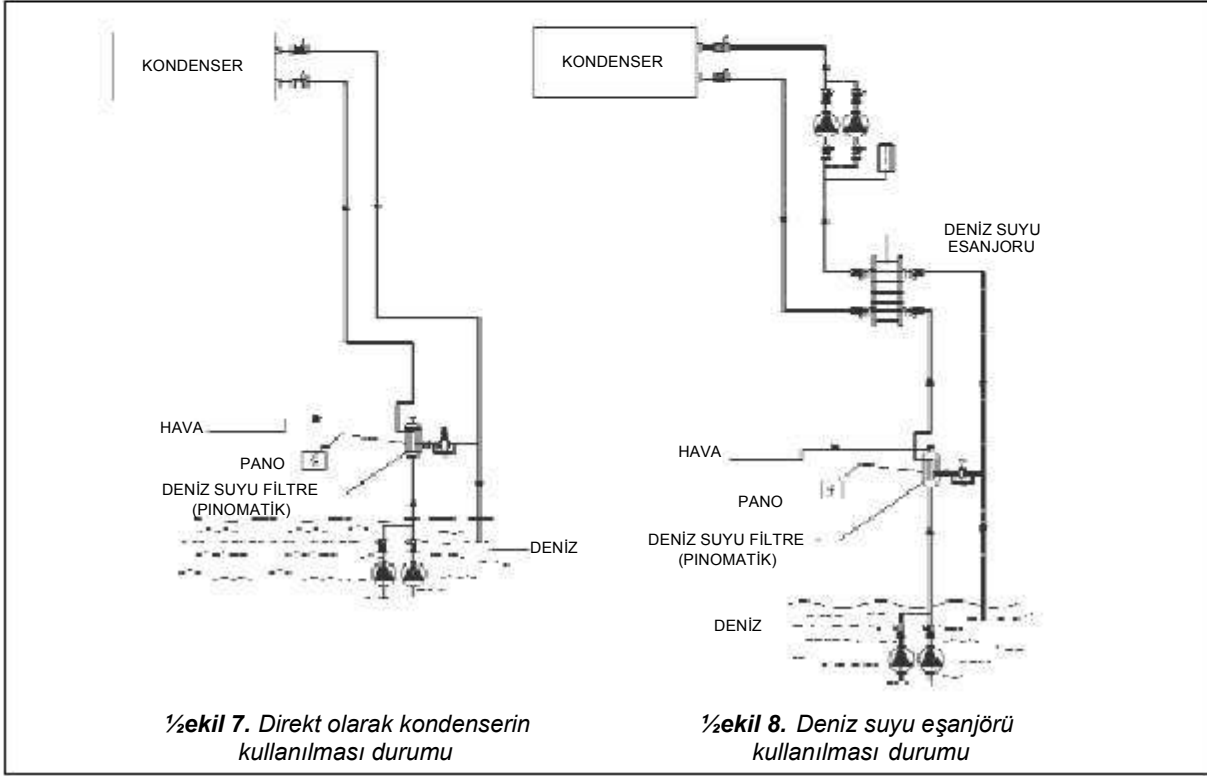 KONDENSER
HAVA
PANO
DENİZ SUYU FİLTRE
(PINOMATİK)
DENİZ
½ekil 7. Direkt olarak kondenserin
kullanılması durumu
KONDENSER
DENİZ SUYU
ESANJORU
HAVA
PANO
DENİZ SUYU FİLTRE
(PINOMATİK)
DENİZ
½ekil 8. Deniz suyu eşanjörü
kullanılması durumu